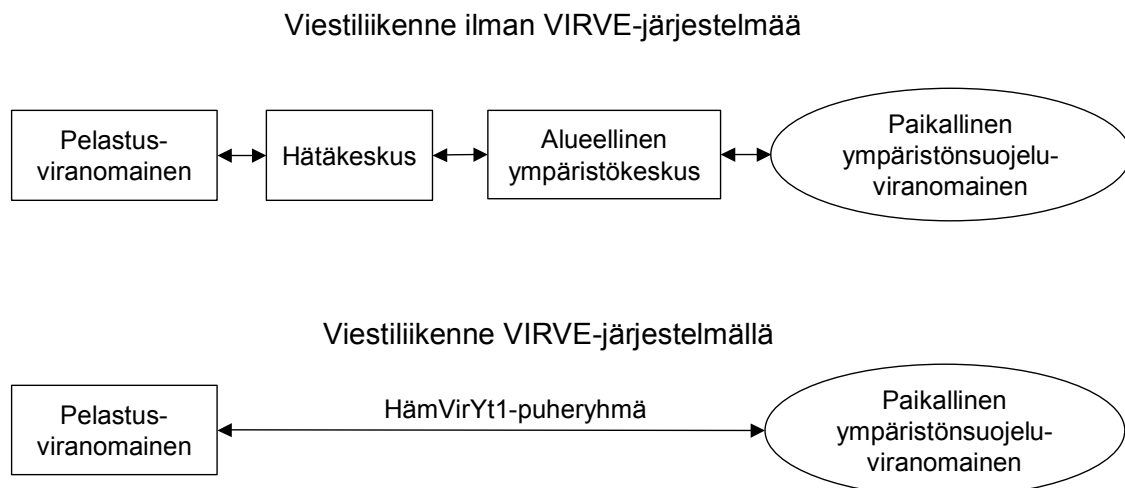 Viestiliikenne ilman VIRVE-järjestelmää
Pelastus-
viranomainen
Hätäkeskus
Alueellinen
ympäristökeskus
Paikallinen
ympäristönsuojelu-
viranomainen
Viestiliikenne VIRVE-järjestelmällä
Pelastus-
viranomainen
HämVirYt1-puheryhmä
Paikallinen
ympäristönsuojelu-
viranomainen